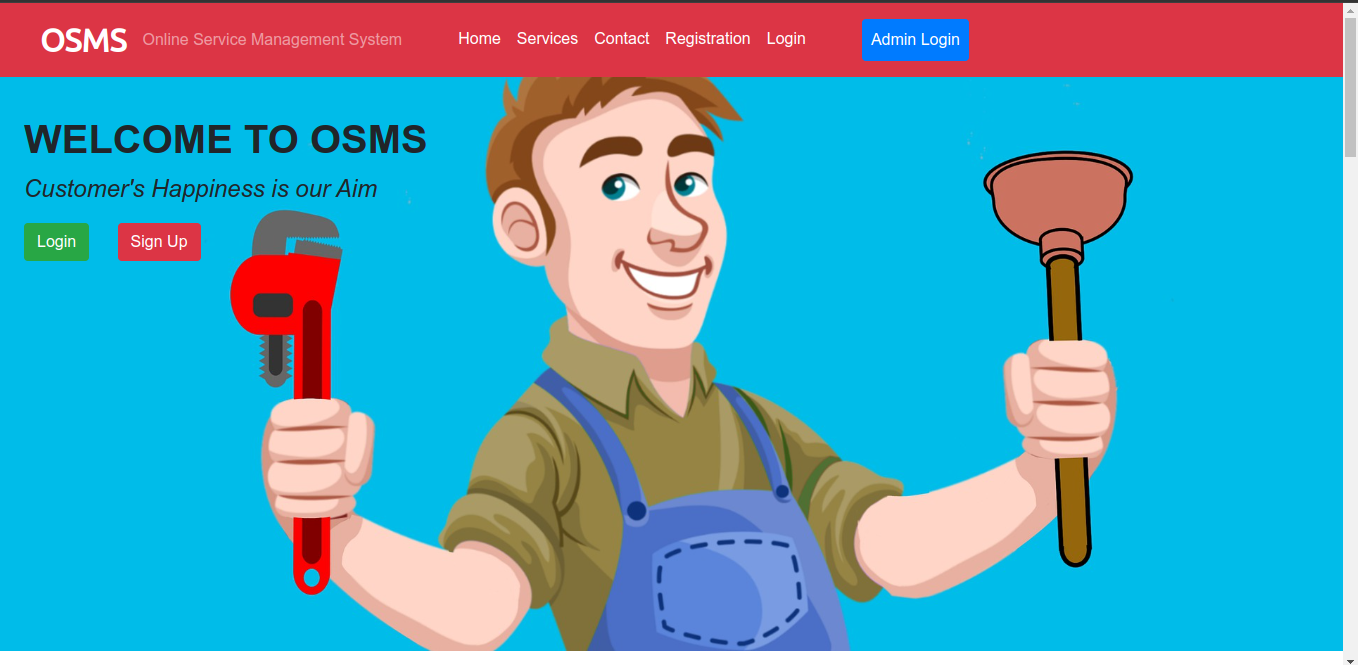 OSMS Online Service Management System Home Services Contact Registration Login Admin Login
WELCOME TO OSMS
Customer's Happiness is our Aim
Login Sign Up